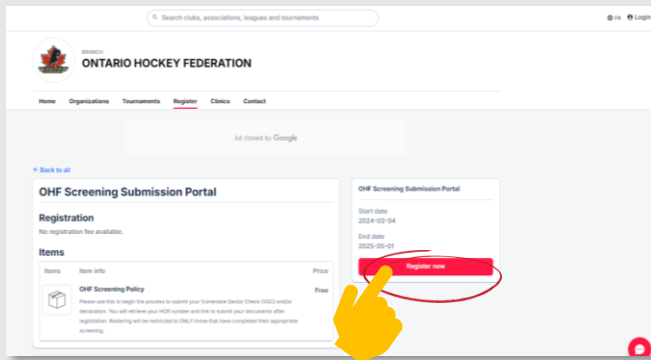 Search clubs, associations, leagues and tournaments
FR Login
BRANCH
ONTARIO HOCKEY FEDERATION
Home Organizations Tournaments Register Clinics Contact
Ad closed by Google
Back to all
OHF Screening Submission Portal
Registration
No registration fee available.
Items
Items Item info Price
OHF Screening Policy Free
Please use this to begin the process to submit your Vulnerable Sector Check (VSC) and/or
declaration. You will retrieve your HCR number and link to submit your documents after
registration. Rostering will be restricted to ONLY those that have completed their appropriate
screening.
OHF Screening Submission Portal
Start date
2024-03-04
End date
2025-05-01
Register now